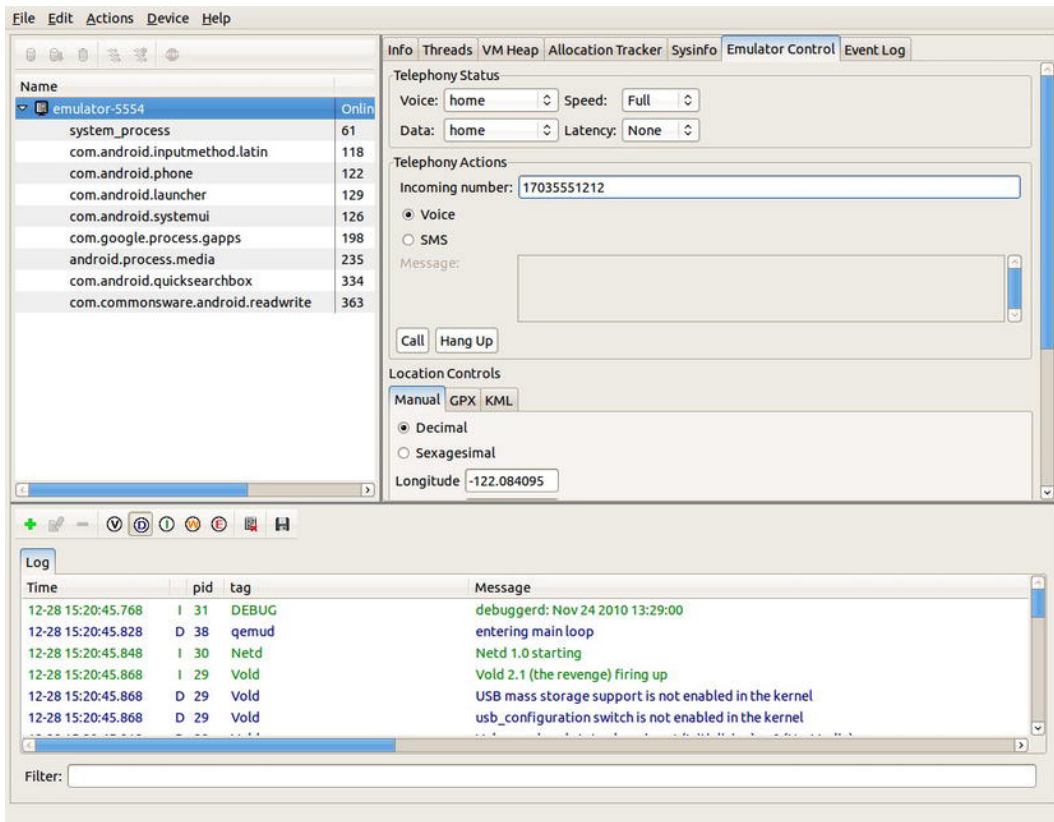 File Edit Actions Device Help
Info Threads VM Heap Allocation Tracker Sysinfo Emulator Control Event Log
Name
emulator-5554 Onlin
system_process 61
com.android.inputmethod.latin 118
com.android.phone 122
com.android.launcher 129
com.android.systemui 126
com.google.process.gapps 198
android.process.media 235
com.android.quicksearchbox 334
com.commonsware.android.readwrite 363
Telephony Status
Voice: home Speed: Full
Data: home Latency: None
Telephony Actions
Incoming number: 17035551212
Voice
SMS
Message:
Call Hang Up
Location Controls
Manual GPX KML
Decimal
Sexagesimal
Longitude -122.084095
V D I W E
Log
Time pid tag Message
12-28 15:20:45.768 I 31 DEBUG debuggerd: Nov 24 2010 13:29:00
12-28 15:20:45.828 D 38 qemud entering main loop
12-28 15:20:45.848 I 30 Netd Netd 1.0 starting
12-28 15:20:45.868 I 29 Vold Vold 2.1 (the revenge) firing up
12-28 15:20:45.868 D 29 Vold USB mass storage support is not enabled in the kernel
12-28 15:20:45.868 D 29 Vold usb_configuration switch is not enabled in the kernel
Filter: